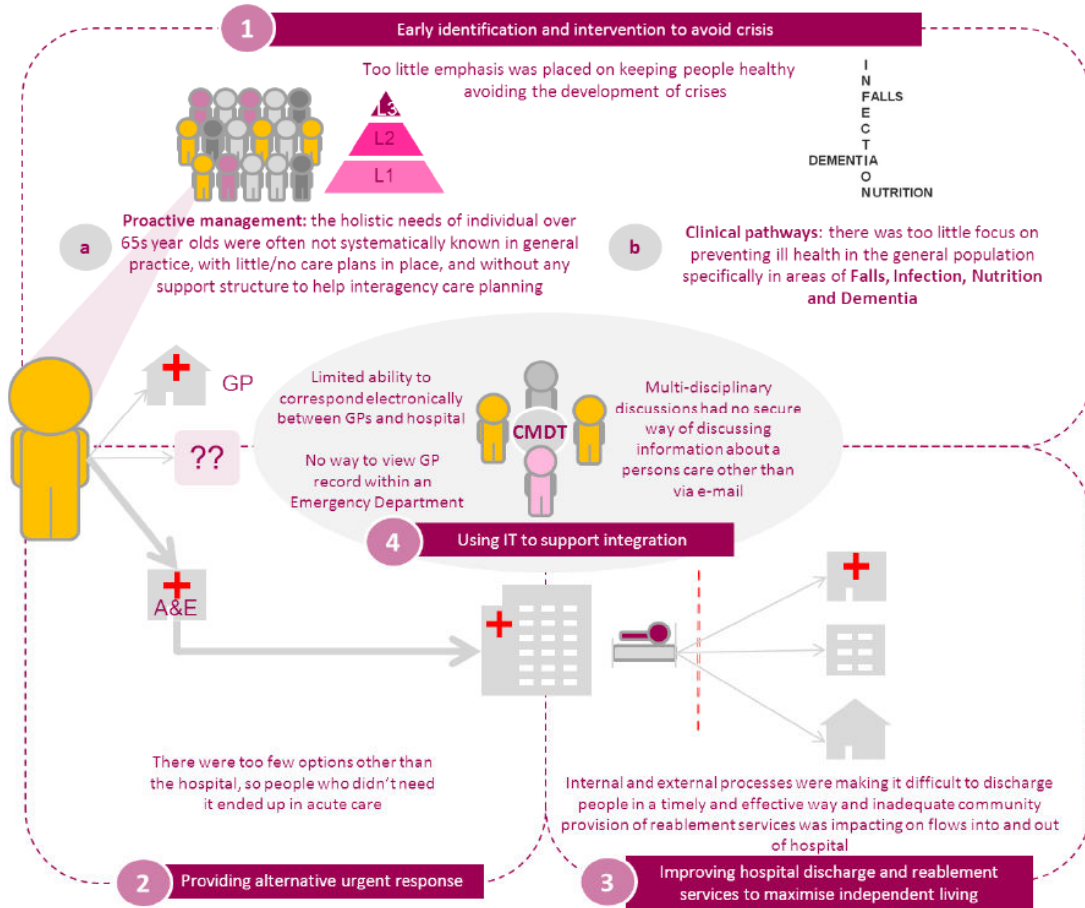 1
Early identification and intervention to avoid crisis
Too little emphasis was placed on keeping people healthy
avoiding the development of crises
L3
L2
L1
I
N
FALLS
E
C
T
DEMENTIA
O
NUTRITION
a
Proactive management: the holistic needs of individual over
65s year olds were often not systematically known in general
practice, with little/no care plans in place, and without any
support structure to help interagency care planning
b
Clinical pathways: there was too little focus on
preventing ill health in the general population
specifically in areas of Falls, Infection, Nutrition
and Dementia
GP
??
Limited ability to
correspond electronically
between GPs and hospital
No way to view GP
record within an
Emergency Department
CMDT
Multi-disciplinary
discussions had no secure
way of discussing
information about a
persons care other than
via e-mail
4
Using IT to support integration
A&E
There were too few options other than
the hospital, so people who didn't need
it ended up in acute care
Internal and external processes were making it difficult to discharge
people in a timely and effective way and inadequate community
provision of reablement services was impacting on flows into and out
of hospital
2
Providing alternative urgent response
3
Improving hospital discharge and reablement
services to maximise independent living